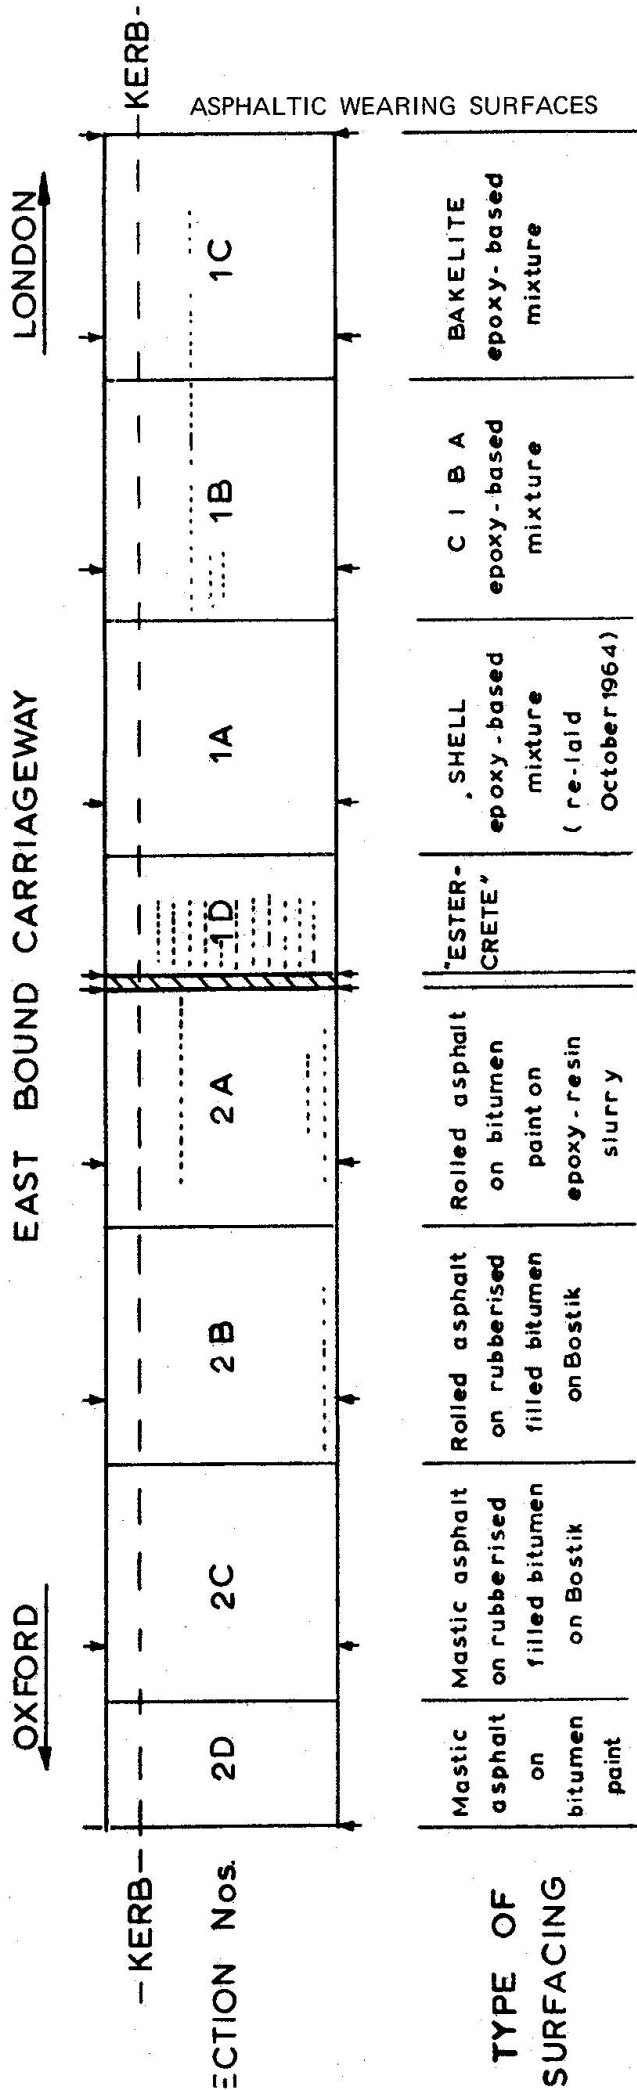 ASPHALTIC WEARING SURFACES
EAST BOUND CARRIAGEWAY
OXFORD
LONDON
-KERB-
-KERB-
ECTION Nos.
2D
2C
2B
2A
1D
1A
1B
1C
TYPE OF
SURFACING
Mastic
asphalt
on
bitumen
paint
Mastic asphalt
on rubberised
filled bitumen
on Bostik
Rolled asphalt
on rubberised
filled bitumen
on Bostik
Rolled asphalt
on bitumen
paint on
epoxy-resin
slurry
"ESTER-
CRETE"
SHELL
epoxy-based
mixture
(re-laid
October 1964)
CIBA
epoxy-based
mixture
BAKELITE
epoxy-based
mixture